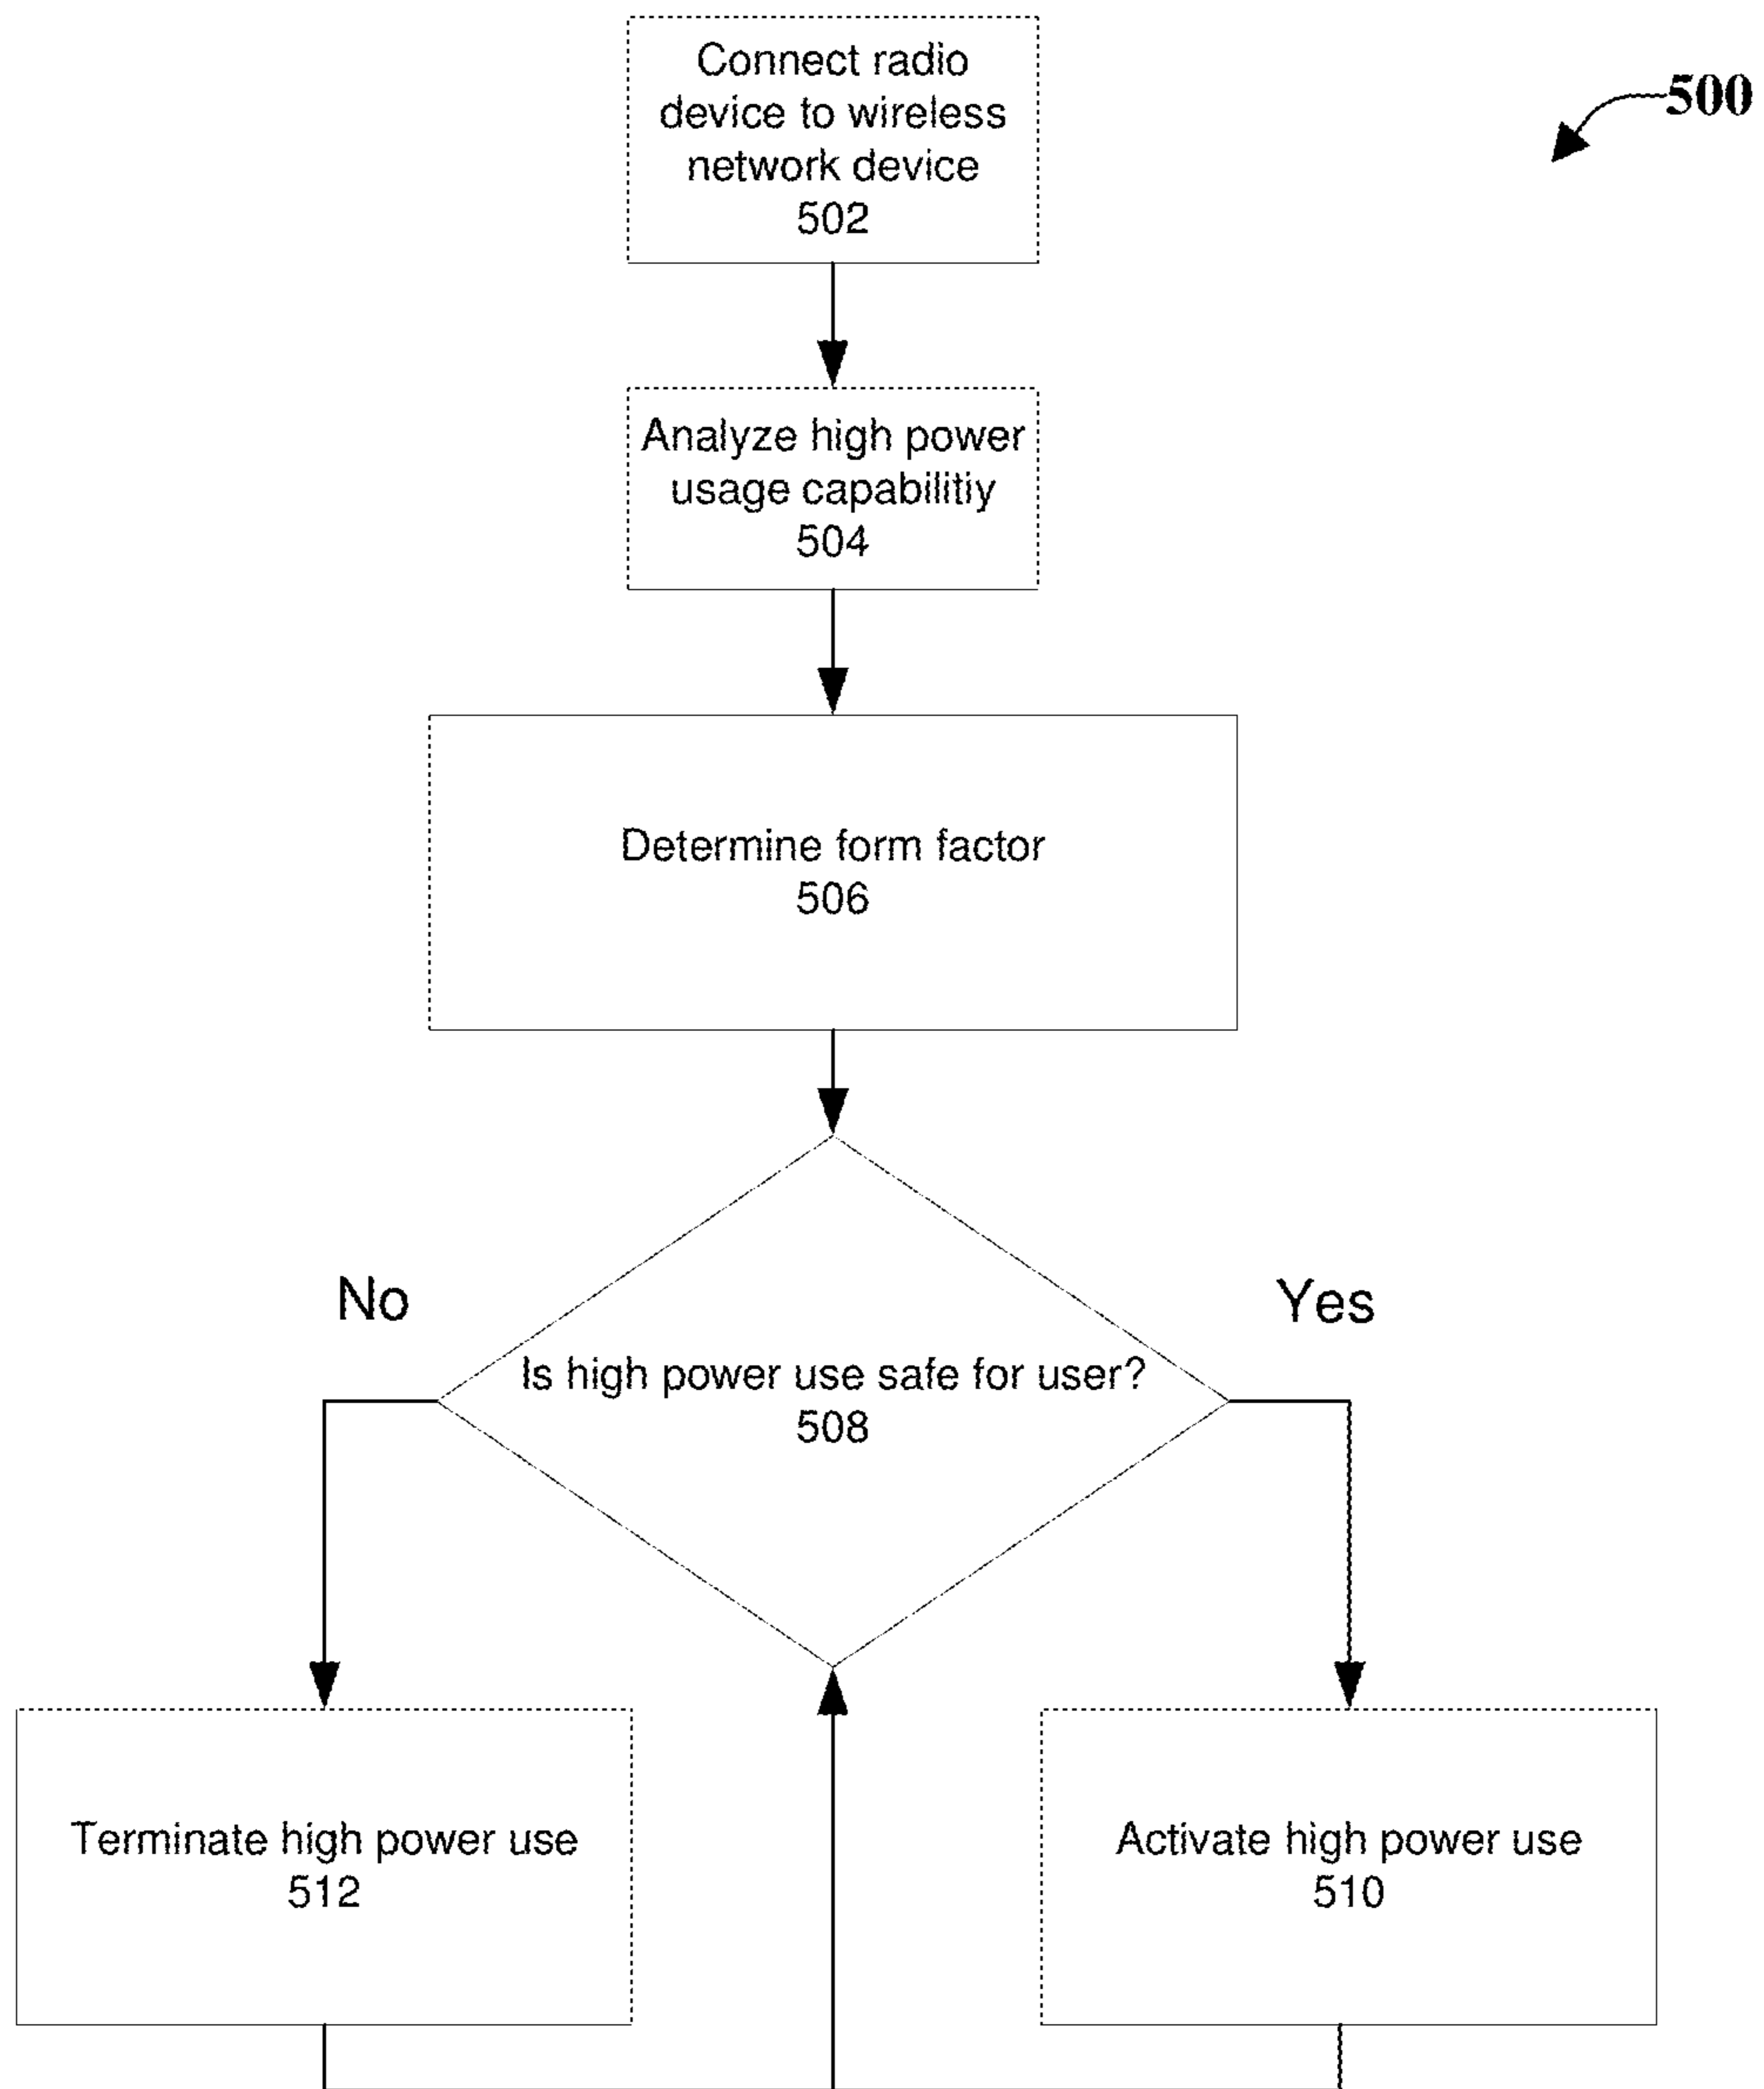 Connect radio
device to wireless
network device
502
500
Analyze high power
usage capabilitiy
504
Determine form factor
506
No
Yes
Is high power use safe for user?
508
Terminate high power use
512
Activate high power use
510